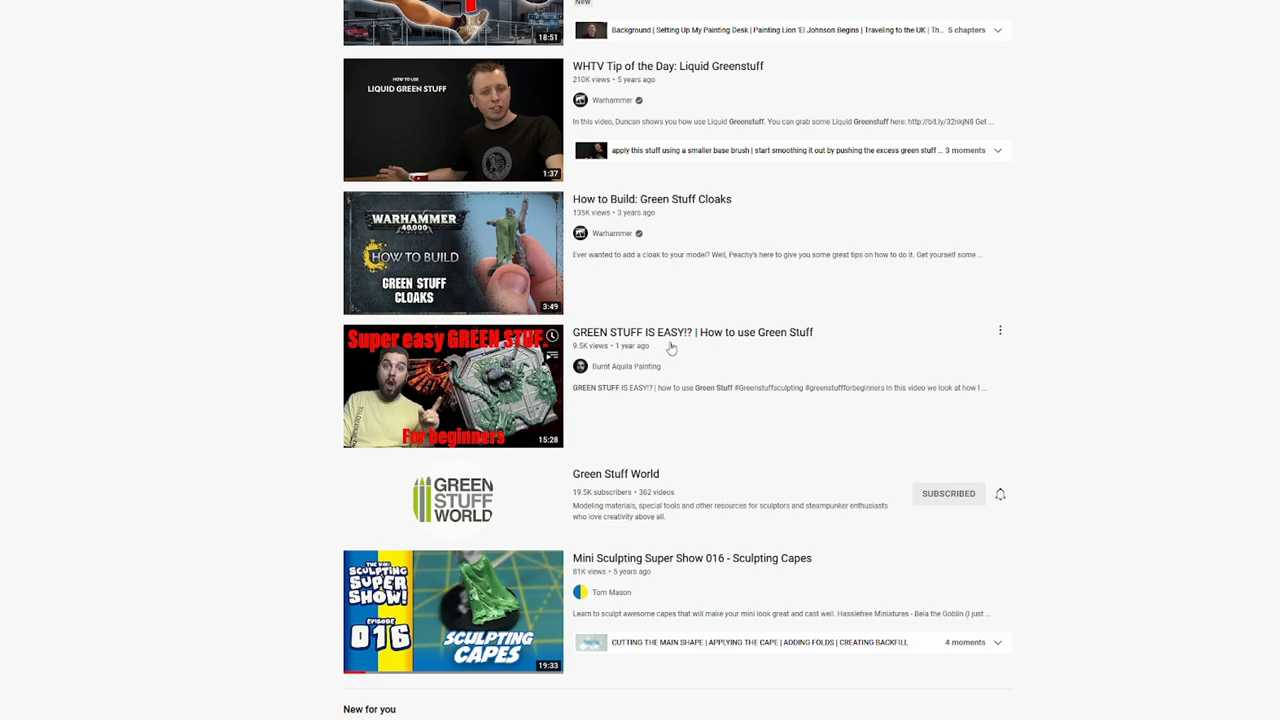 18:51
New
Background | Setting Up My Painting Desk | Painting Lion 'El Johnson Begins | Traveling to the UK | Th...
5 chapters
HOW TO USE
LIQUID GREEN STUFF
1:37
WHTV Tip of the Day: Liquid Greenstuff
210K views • 5 years ago
Warhammer
In this video, Duncan shows you how use Liquid Greenstuff. You can grab some Liquid Greenstuff here: http://bit.ly/32nkjN8 Get ...
apply this stuff using a smaller base brush | start smoothing it out by pushing the excess green stuff ...
3 moments
WARHAMMER
40,000
HOW TO BUILD
GREEN STUFF
CLOAKS
3:49
How to Build: Green Stuff Cloaks
135K views • 3 years ago
Warhammer
Ever wanted to add a cloak to your model? Well, Peachy's here to give you some great tips on how to do it. Get yourself some ...
Super easy GREEN STUF
For beginners
15:28
GREEN STUFF IS EASY!? | How to use Green Stuff
9.5K views • 1 year ago
Burnt Aquila Painting
GREEN STUFF IS EASY!? | how to use Green Stuff #Greenstuffsculpting #greenstuffforbeginners In this video we look at how I ...
GREEN
STUFF
WORLD
Green Stuff World
19.5K subscribers • 362 videos
Modeling materials, special tools and other resources for sculptors and steampunker enthusiasts
who love creativity above all.
SUBSCRIBED
THE MINI
SCULPTING
SUPER
SHOW!
EPISODE
016
SCULPTING
CAPES
19:33
Mini Sculpting Super Show 016 - Sculpting Capes
81K views • 5 years ago
Tom Mason
Learn to sculpt awesome capes that will make your mini look great and cast well. Hasslefree Miniatures - Bela the Goblin (I just ...
CUTTING THE MAIN SHAPE | APPLYING THE CAPE | ADDING FOLDS | CREATING BACKFILL
4 moments
New for you